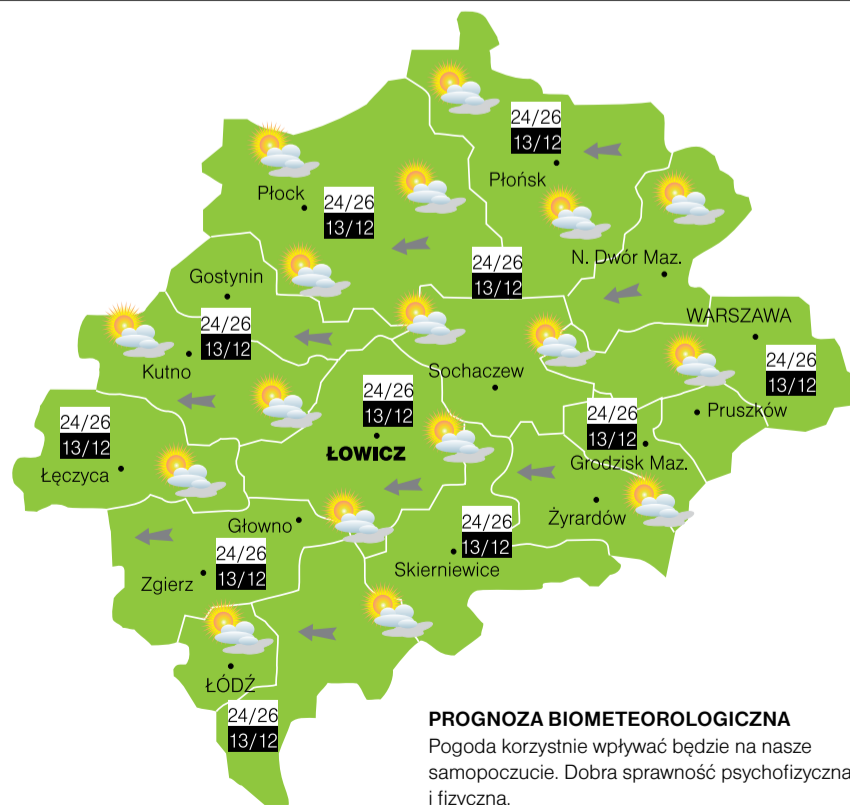 24/26
13/12
Płońsk
Płock
24/26
13/12
N. Dwór Maz.
24/26
13/12
Gostynin
24/26
13/12
Kutno
WARSZAWA
24/26
13/12
Sochaczew
24/26
13/12
ŁOWICZ
Pruszków
24/26
13/12
Grodzisk Maz.
24/26
13/12
Łęczyca
Żyrardów
Głowno
24/26
13/12
Skierniewice
24/26
13/12
Zgierz
ŁÓDŹ
24/26
13/12
PROGNOZA BIOMETEOROLOGICZNA
Pogoda korzystnie wpływać będzie na nasze
samopoczucie. Dobra sprawność psychofizyczna
i fizyczna.